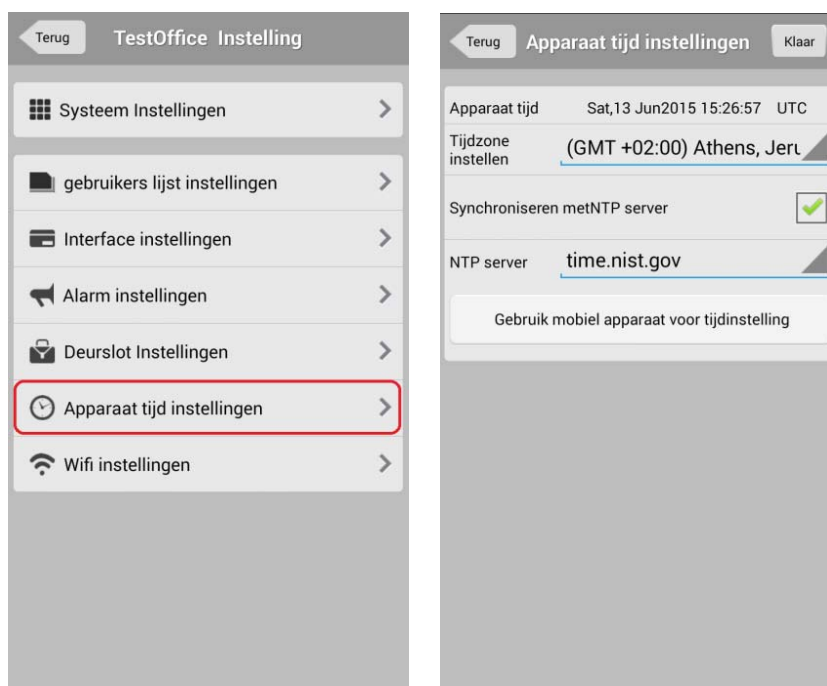 Terug TestOffice Instelling
Systeem Instellingen
gebruikers lijst instellingen
Interface instellingen
Alarm instellingen
Deurslot Instellingen
Apparaat tijd instellingen
Wifi instellingen
Terug Apparaat tijd instellingen Klaar
Apparaat tijd Sat,13 Jun2015 15:26:57 UTC
Tijdzone
instellen (GMT +02:00) Athens, Jeru
Synchroniseren metNTP server
NTP server time.nist.gov
Gebruik mobiel apparaat voor tijdinstelling